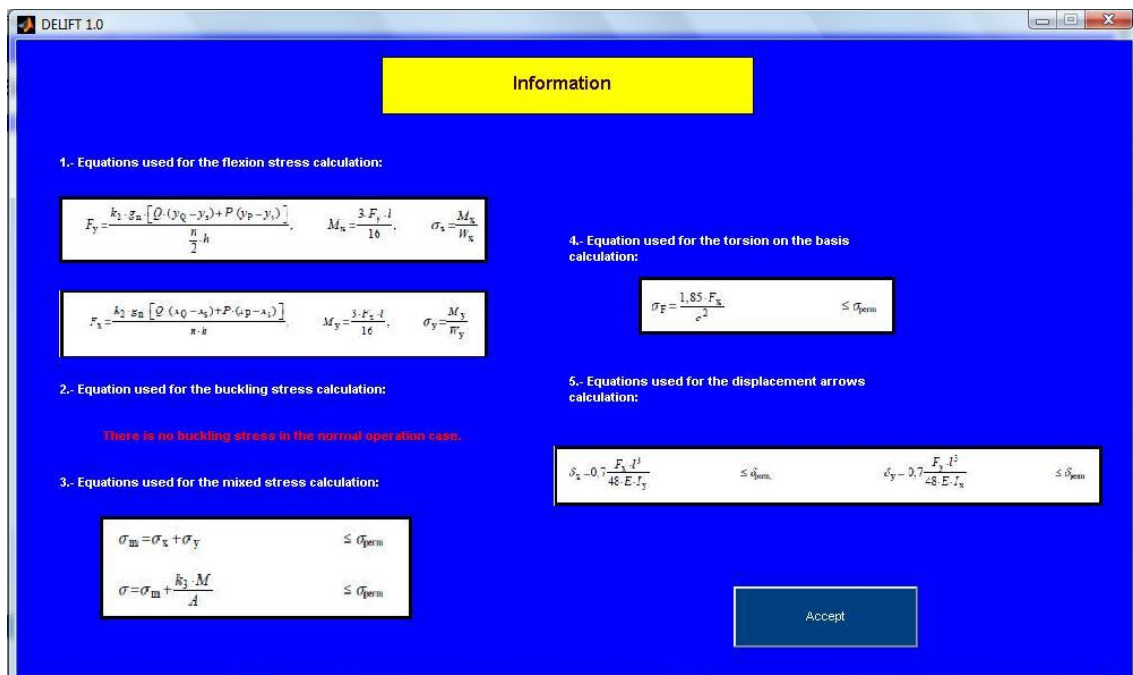 DELIFT 1.0
Information
1.- Equations used for the flexion stress calculation:
F_y = k_2·g_n·[Q·(y_Q − y_s)+P·(y_P − y_s)] / (n/2·h), M_x = 3·F_y·l / 16, σ_x = M_x / W_x
F_x = k_2·g_n·[Q·(x_Q − x_s)+P·(x_P − x_s)] / (n·h), M_y = 3·F_x·l / 16, σ_y = M_y / W_y
2.- Equation used for the buckling stress calculation:
There is no buckling stress in the normal operation case.
3.- Equations used for the mixed stress calculation:
σ_m = σ_x + σ_y ≤ σ_perm
σ = σ_m + k_3·M / A ≤ σ_perm
4.- Equation used for the torsion on the basis
calculation:
σ_F = 1,85·F_x / c^2 ≤ σ_perm
5.- Equations used for the displacement arrows
calculation:
δ_x = 0,7 F_x·l^3 / 48·E·I_y ≤ δ_perm, δ_y = 0,7 F_y·l^3 / 48·E·I_x ≤ δ_perm
Accept